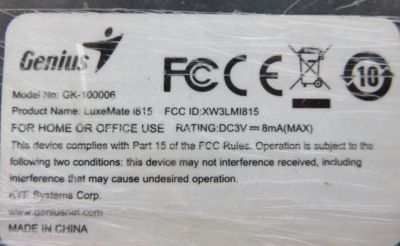 Genius
FCC CE 10
Model No: GK-100006
Product Name: LuxeMate i815 FCC ID:XW3LMI815
FOR HOME OR OFFICE USE RATING:DC3V⎓8mA(MAX)
This device complies with Part 15 of the FCC Rules. Operation is subject to the
following two conditions: this device may not interference received, including
interference that may cause undesired operation.
KYE Systems Corp.
www.geniusnet.com
MADE IN CHINA